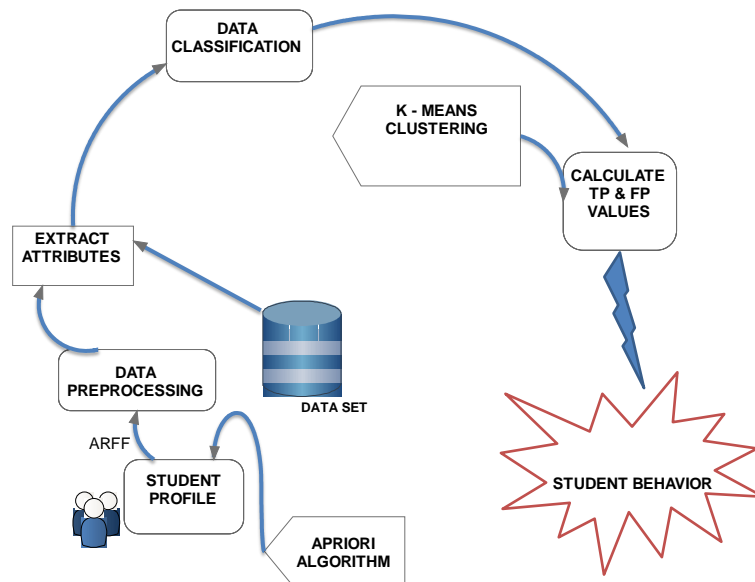 DATA
CLASSIFICATION
K - MEANS
CLUSTERING
CALCULATE
TP & FP
VALUES
EXTRACT
ATTRIBUTES
DATA
PREPROCESSING
DATA SET
ARFF
STUDENT
PROFILE
STUDENT BEHAVIOR
APRIORI
ALGORITHM